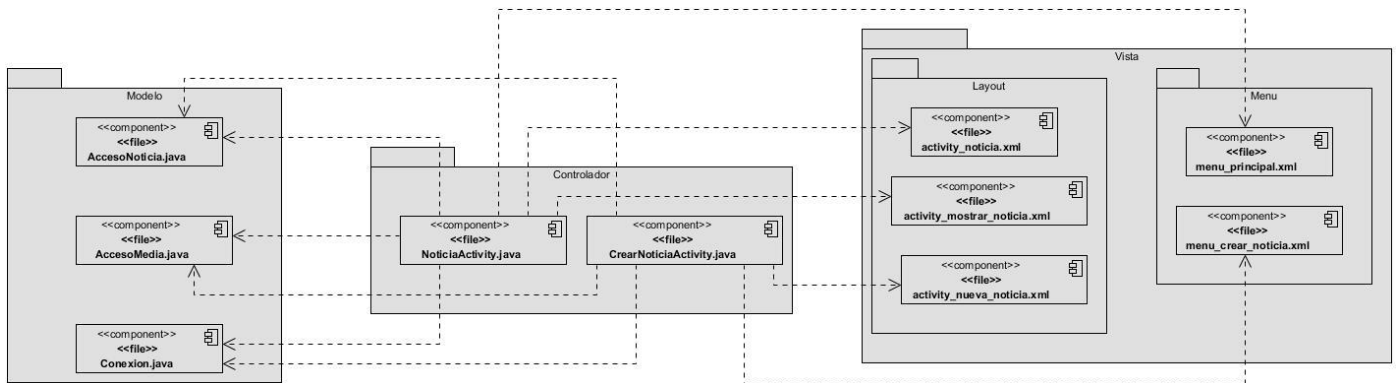 Modelo
<<component>>
<<file>>
AccesoNoticia.java
<<component>>
<<file>>
AccesoMedia.java
<<component>>
<<file>>
Conexion.java
Controlador
<<component>>
<<file>>
NoticiaActivity.java
<<component>>
<<file>>
CrearNoticiaActivity.java
Vista
Layout
<<component>>
<<file>>
activity_noticia.xml
<<component>>
<<file>>
activity_mostrar_noticia.xml
<<component>>
<<file>>
activity_nueva_noticia.xml
Menu
<<component>>
<<file>>
menu_principal.xml
<<component>>
<<file>>
menu_crear_noticia.xml